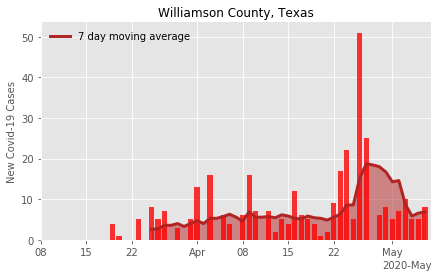 Williamson County, Texas
7 day moving average
New Covid-19 Cases
50
40
30
20
10
0
08 15 22 Apr 08 15 22 May
2020-May